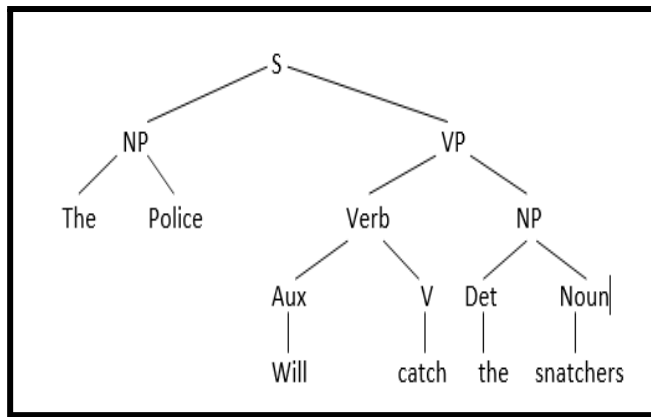 S
NP VP
The Police Verb NP
Aux V Det Noun
Will catch the snatchers